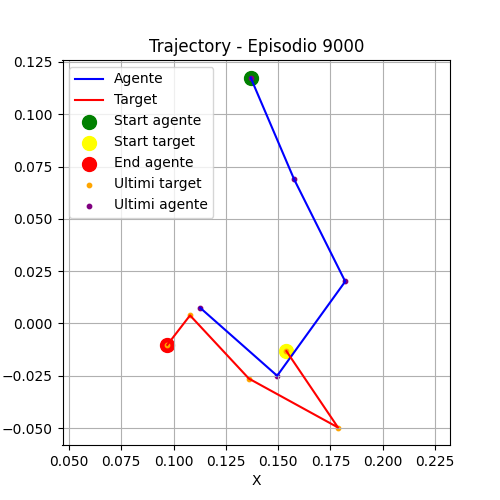 Trajectory - Episodio 9000
Agente
Target
Start agente
Start target
End agente
Ultimi target
Ultimi agente
0.125
0.100
0.075
0.050
0.025
0.000
−0.025
−0.050
0.050 0.075 0.100 0.125 0.150 0.175 0.200 0.225
X